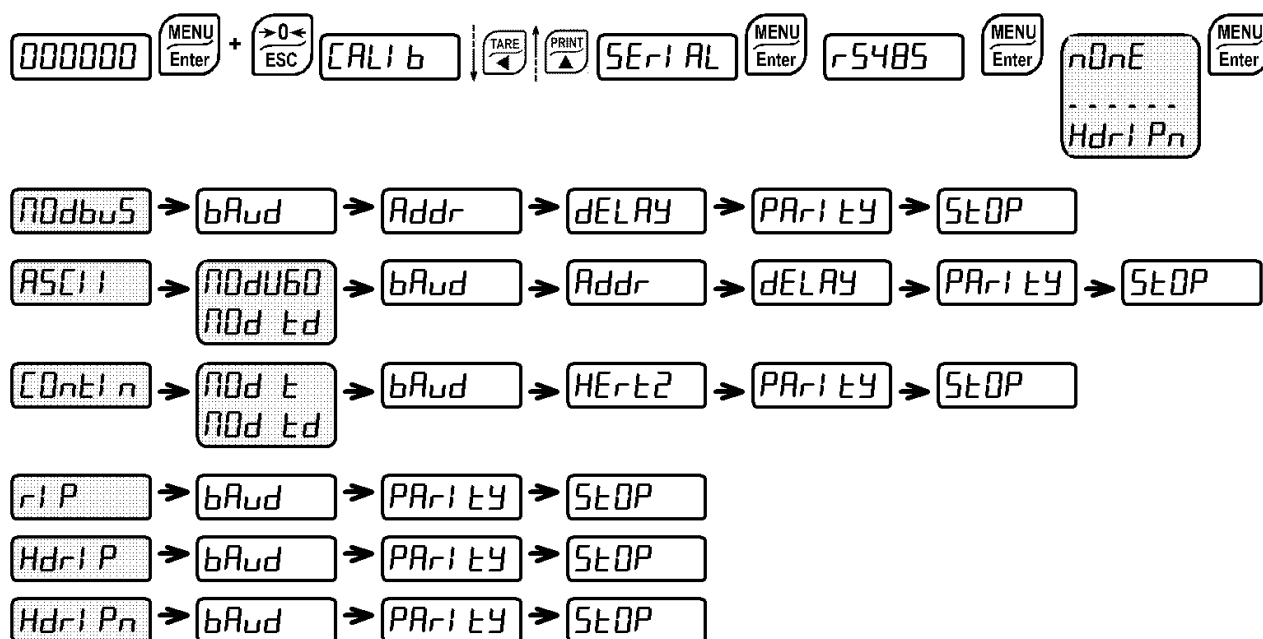 000000 MENU Enter + →0← ESC CALIb TARE PRINT SErIAL MENU Enter rS485 MENU Enter nOnE MENU Enter
------
HdrIPn
MOdbuS bAud Addr dELAY PArItY StOP
ASCII MOdU60 bAud Addr dELAY PArItY StOP
MOd td
COntIn MOd t bAud HErtZ PArItY StOP
MOd td
rIP bAud PArItY StOP
HdrIP bAud PArItY StOP
HdrIPn bAud PArItY StOP